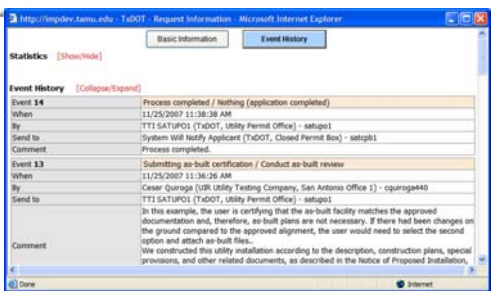 http://impdev.tamu.edu - TxDOT - Request Information - Microsoft Internet Explorer
Basic Information Event History
Statistics [Show/Hide]
Event History [Collapse/Expand]
Event 14 Process completed / Nothing (application completed)
When 11/25/2007 11:38:38 AM
By TTI SATUPO1 (TxDOT, Utility Permit Office) - satupo1
Send to System Will Notify Applicant (TxDOT, Closed Permit Box) - satcpb1
Comment Process completed.
Event 13 Submitting as-built certification / Conduct as-built review
When 11/25/2007 11:36:26 AM
By Cesar Quiroga (UIR Utility Testing Company, San Antonio Office 1) - cquiroga440
Send to TTI SATUPO1 (TxDOT, Utility Permit Office) - satupo1
In this example, the user is certifying that the as-built facility matches the approved
documentation and, therefore, as-built plans are not necessary. If there had been changes on
the ground compared to the approved alignment, the user would need to select the second
Comment option and attach as-built files..
We constructed this utility installation according to the description, construction plans, special
provisions, and other related documents, as described in the Notice of Proposed Installation,
Done Internet